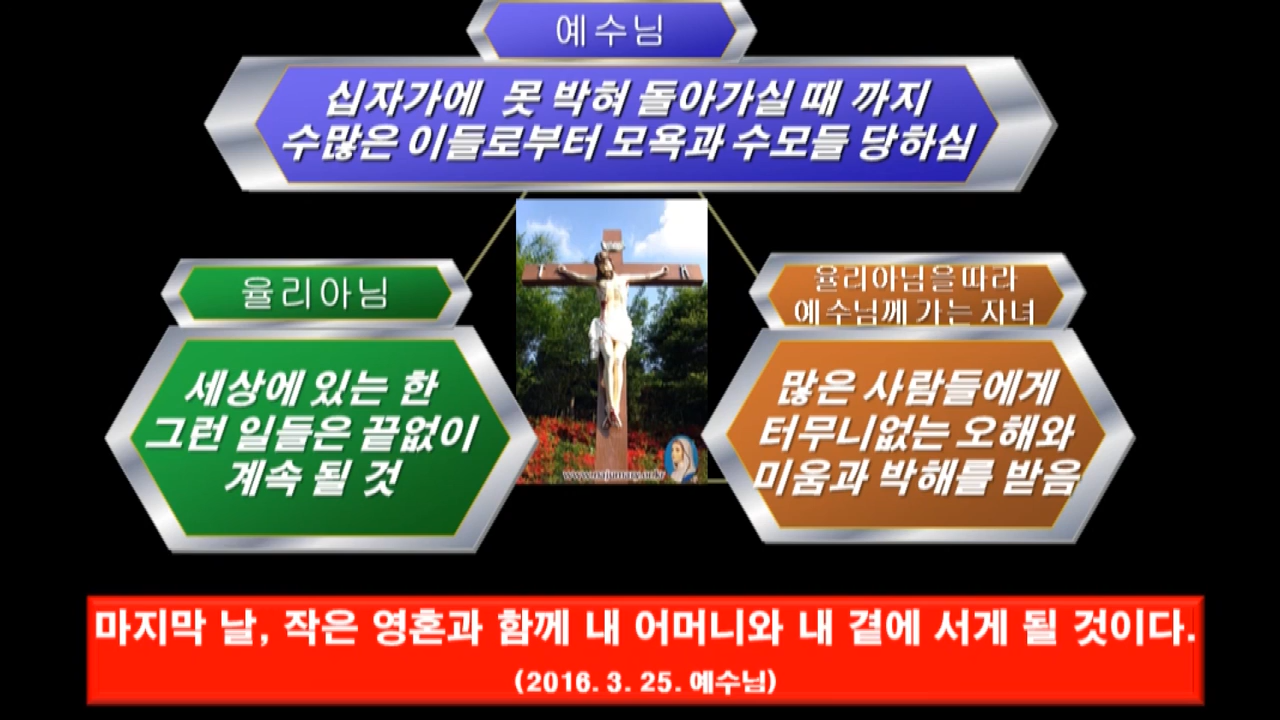 예수님
십자가에 못 박혀 돌아가실 때 까지
수많은 이들로부터 모욕과 수모들 당하심
율리아님
세상에 있는 한
그런 일들은 끝없이
계속 될 것
율리아님을 따라
예수님께 가는 자녀
많은 사람들에게
터무니없는 오해와
미움과 박해를 받음
I
R
www.najumary.or.kr
마지막 날, 작은 영혼과 함께 내 어머니와 내 곁에 서게 될 것이다.
(2016. 3. 25. 예수님)